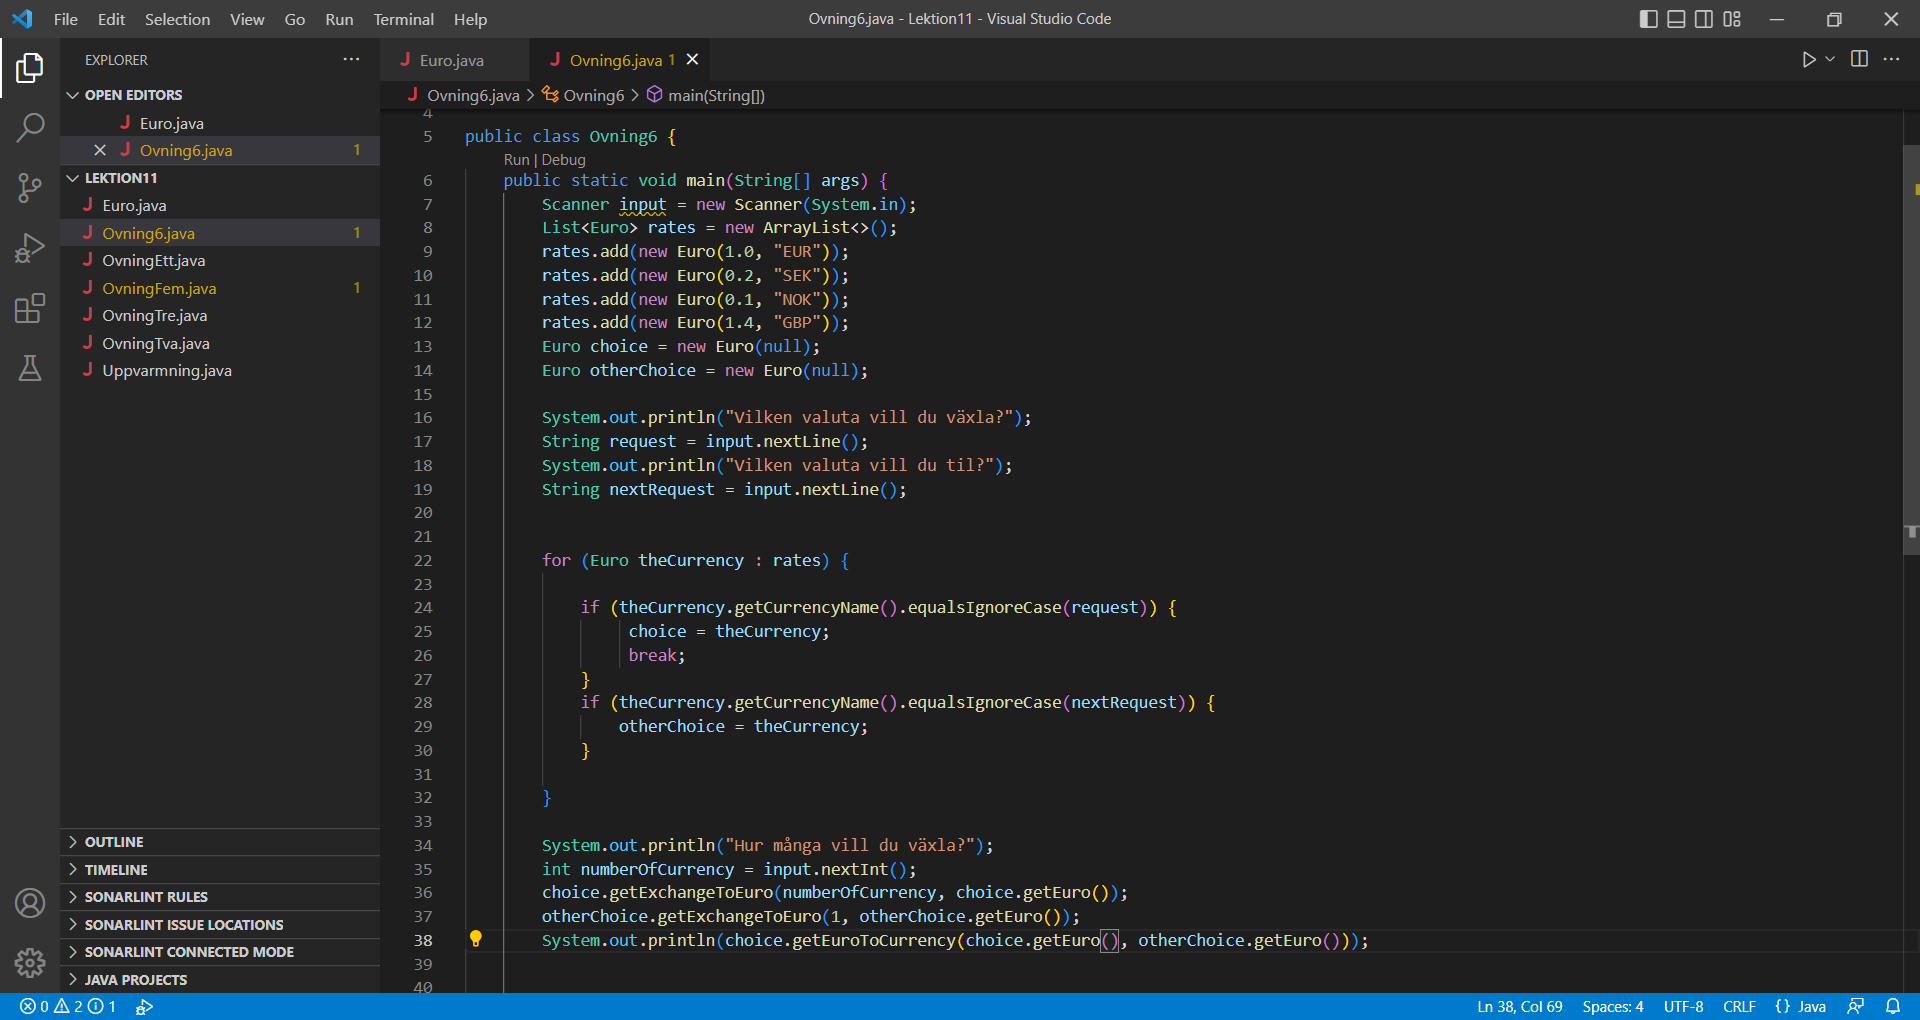 File Edit Selection View Go Run Terminal Help
Ovning6.java - Lektion11 - Visual Studio Code
EXPLORER
OPEN EDITORS
Euro.java
Ovning6.java 1
LEKTION11
Euro.java
Ovning6.java 1
OvningEtt.java
OvningFem.java 1
OvningTre.java
OvningTva.java
Uppvarmning.java
OUTLINE
TIMELINE
SONARLINT RULES
SONARLINT ISSUE LOCATIONS
SONARLINT CONNECTED MODE
JAVA PROJECTS
Euro.java
Ovning6.java 1
Ovning6.java > Ovning6 > main(String[])
4
5 public class Ovning6 {
Run | Debug
6 public static void main(String[] args) {
7 Scanner input = new Scanner(System.in);
8 List<Euro> rates = new ArrayList<>();
9 rates.add(new Euro(1.0, "EUR"));
10 rates.add(new Euro(0.2, "SEK"));
11 rates.add(new Euro(0.1, "NOK"));
12 rates.add(new Euro(1.4, "GBP"));
13 Euro choice = new Euro(null);
14 Euro otherChoice = new Euro(null);
15
16 System.out.println("Vilken valuta vill du växla?");
17 String request = input.nextLine();
18 System.out.println("Vilken valuta vill du til?");
19 String nextRequest = input.nextLine();
20
21
22 for (Euro theCurrency : rates) {
23
24 if (theCurrency.getCurrencyName().equalsIgnoreCase(request)) {
25 choice = theCurrency;
26 break;
27 }
28 if (theCurrency.getCurrencyName().equalsIgnoreCase(nextRequest)) {
29 otherChoice = theCurrency;
30 }
31
32 }
33
34 System.out.println("Hur många vill du växla?");
35 int numberOfCurrency = input.nextInt();
36 choice.getExchangeToEuro(numberOfCurrency, choice.getEuro());
37 otherChoice.getExchangeToEuro(1, otherChoice.getEuro());
38 System.out.println(choice.getEuroToCurrency(choice.getEuro(), otherChoice.getEuro()));
39
40
0 2 1
Ln 38, Col 69 Spaces: 4 UTF-8 CRLF {} Java